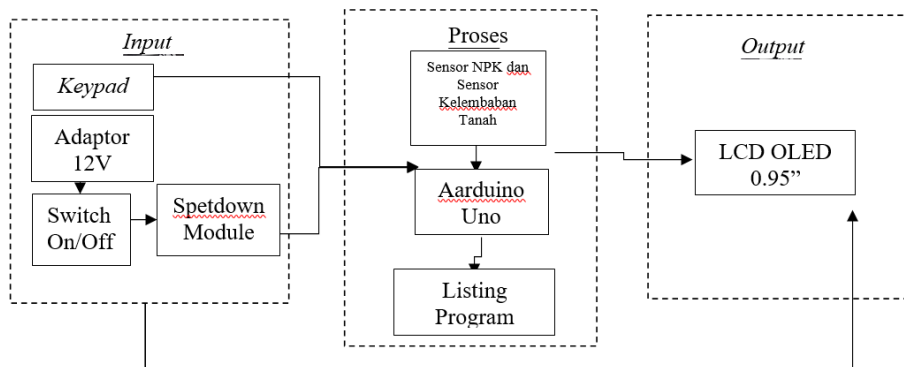 Input
Keypad
Adaptor
12V
Switch
On/Off
Spetdown
Module
Proses
Sensor NPK dan
Sensor
Kelembaban
Tanah
Aarduino
Uno
Listing
Program
Output
LCD OLED
0.95”